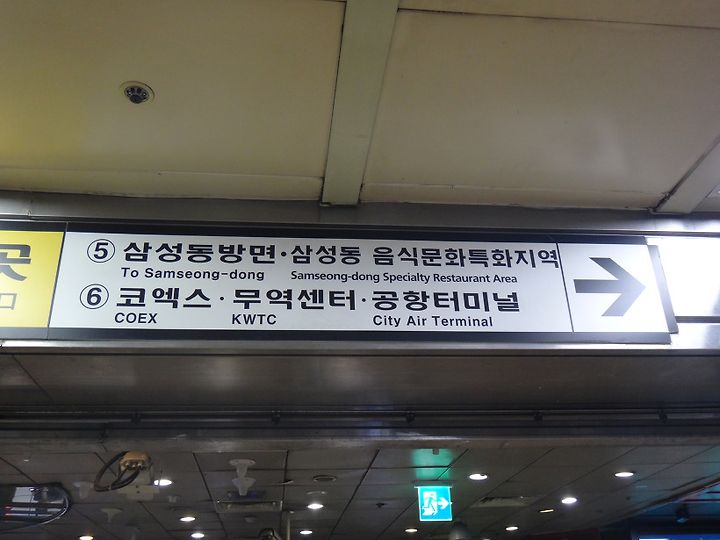 곳
⑤ 삼성동방면·삼성동 음식문화특화지역
To Samseong-dong Samseong-dong Specialty Restaurant Area
⑥ 코엑스·무역센터·공항터미널
COEX KWTC City Air Terminal